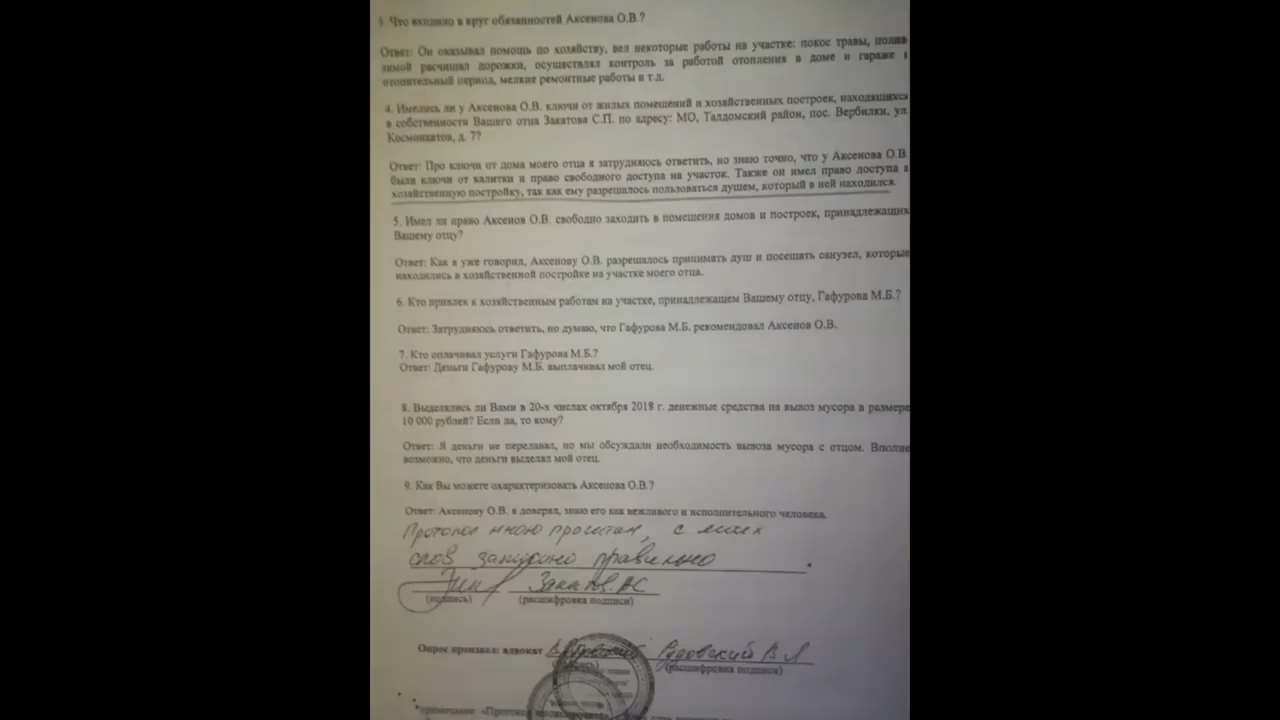 3. Что входило в круг обязанностей Аксенова О.В.?
Ответ: Он оказывал помощь по хозяйству, вел некоторые работы на участке: покос травы, полив
зимой расчищал дорожки, осуществлял контроль за работой отопления в доме и гараже в
отопительный период, мелкие ремонтные работы и т.д.
4. Имелись ли у Аксенова О.В. ключи от жилых помещений и хозяйственных построек, находящихся
в собственности Вашего отца Закатова С.П. по адресу: МО, Талдомский район, пос. Вербилки, ул.
Космонавтов, д. 7?
Ответ: Про ключи от дома моего отца я затрудняюсь ответить, но знаю точно, что у Аксенова О.В.
были ключи от калитки и право свободного доступа на участок. Также он имел право доступа в
хозяйственную постройку, так как ему разрешалось пользоваться душем, который в ней находился.
5. Имел ли право Аксенов О.В. свободно заходить в помещения домов и построек, принадлежащих
Вашему отцу?
Ответ: Как я уже говорил, Аксенову О.В. разрешалось принимать душ и посещать санузел, которые
находились в хозяйственной постройке на участке моего отца.
6. Кто привлек к хозяйственным работам на участке, принадлежащем Вашему отцу, Гафурова М.Б.?
Ответ: Затрудняюсь ответить, но думаю, что Гафурова М.Б. рекомендовал Аксенов О.В.
7. Кто оплачивал услуги Гафурова М.Б.?
Ответ: Деньги Гафурову М.Б. выплачивал мой отец.
8. Выделялись ли Вами в 20-х числах октября 2018 г. денежные средства на вывоз мусора в размере
10 000 рублей? Если да, то кому?
Ответ: Я деньги не передавал, но мы обсуждали необходимость вывоза мусора с отцом. Вполне
возможно, что деньги выделял мой отец.
9. Как Вы можете охарактеризовать Аксенова О.В.?
Ответ: Аксенову О.В. я доверял, знаю его как вежливого и исполнительного человека.
Протокол мною прочитан, с моих
слов записано правильно
Закатов АС
(подпись) (расшифровка подписи)
Опрос произвел: адвокат Рудовский В Л
(расшифровка подписи)